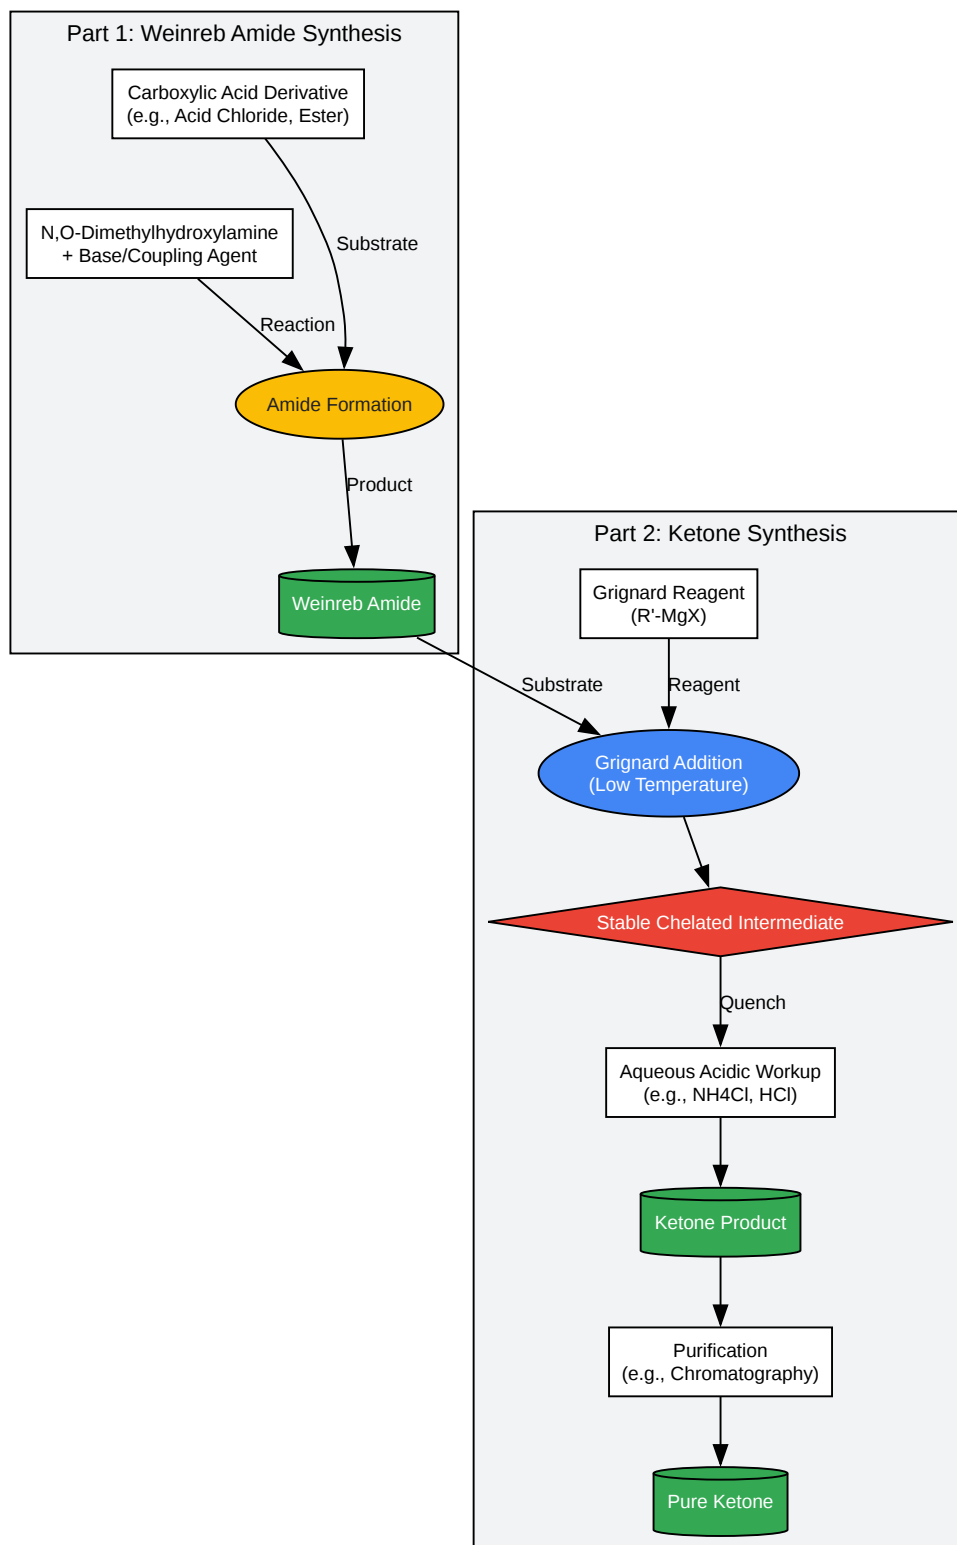 Part 1: Weinreb Amide Synthesis
Carboxylic Acid Derivative
(e.g., Acid Chloride, Ester)
N,O-Dimethylhydroxylamine
+ Base/Coupling Agent
Substrate
Reaction
Amide Formation
Product
Weinreb Amide
Part 2: Ketone Synthesis
Grignard Reagent
(R'-MgX)
Substrate
Reagent
Grignard Addition
(Low Temperature)
Stable Chelated Intermediate
Quench
Aqueous Acidic Workup
(e.g., NH4Cl, HCl)
Ketone Product
Purification
(e.g., Chromatography)
Pure Ketone